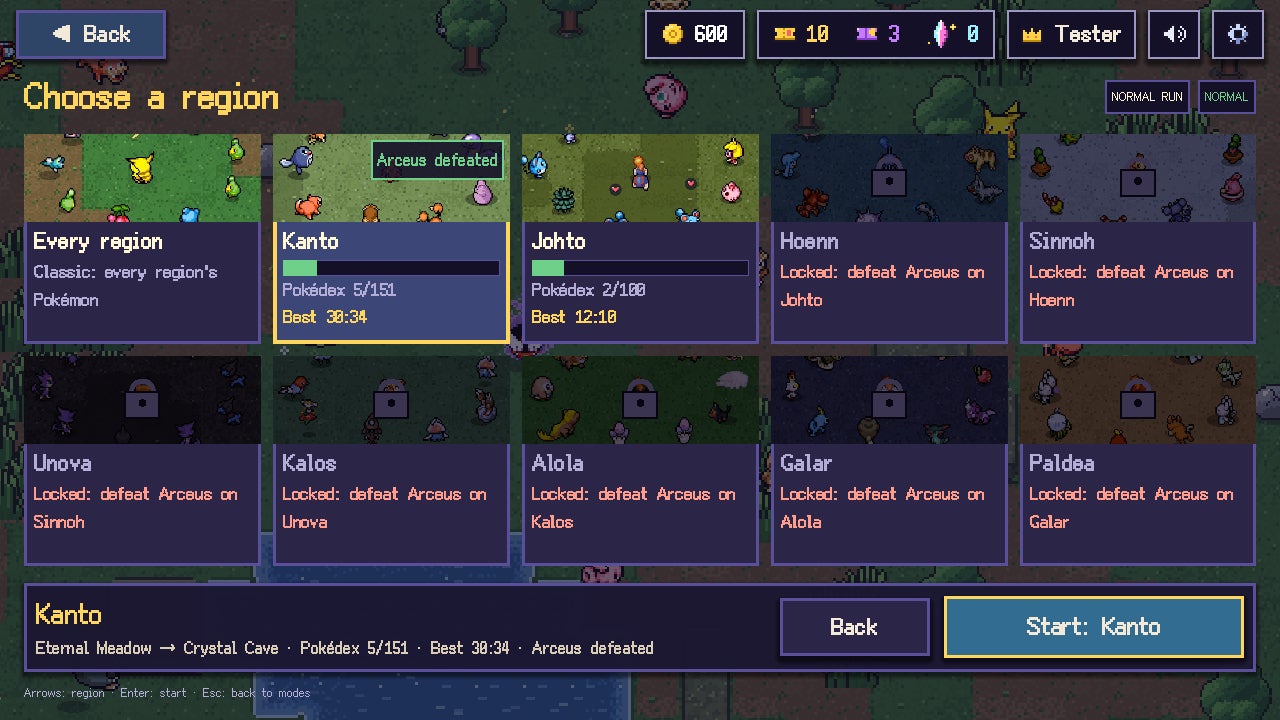 Back
600
10
3
0
Tester
Choose a region
NORMAL RUN
NORMAL
Every region
Classic: every region's
Pokémon
Arceus defeated
Kanto
Pokédex 5/151
Best 30:34
Johto
Pokédex 2/100
Best 12:10
Hoenn
Locked: defeat Arceus on
Johto
Sinnoh
Locked: defeat Arceus on
Hoenn
Unova
Locked: defeat Arceus on
Sinnoh
Kalos
Locked: defeat Arceus on
Unova
Alola
Locked: defeat Arceus on
Kalos
Galar
Locked: defeat Arceus on
Alola
Paldea
Locked: defeat Arceus on
Galar
Kanto
Eternal Meadow → Crystal Cave · Pokédex 5/151 · Best 30:34 · Arceus defeated
Back
Start: Kanto
Arrows: region · Enter: start · Esc: back to modes